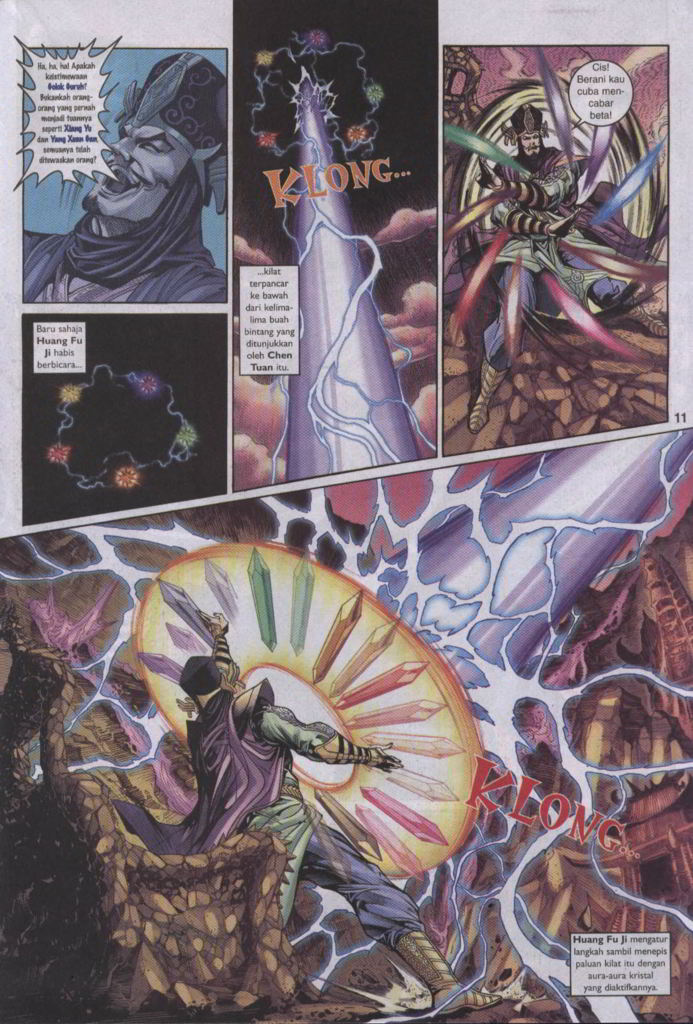 Ha, ha, ha! Apakah
keistimewaan
Golok Guruh?
Bukankah orang-
orang yang pernah
menjadi tuannya
seperti Xiang Yu
dan Yang Xuan Gan,
semuanya telah
ditewaskan orang?
Baru sahaja
Huang Fu
Ji habis
berbicara...
KLONG...
...kilat
terpancar
ke bawah
dari kelima-
lima buah
bintang yang
ditunjukkan
oleh Chen
Tuan itu.
Cis!
Berani kau
cuba men-
cabar
beta!
11
KLONG...
Huang Fu Ji mengatur
langkah sambil menepis
paluan kilat itu dengan
aura-aura kristal
yang diaktifkannya.